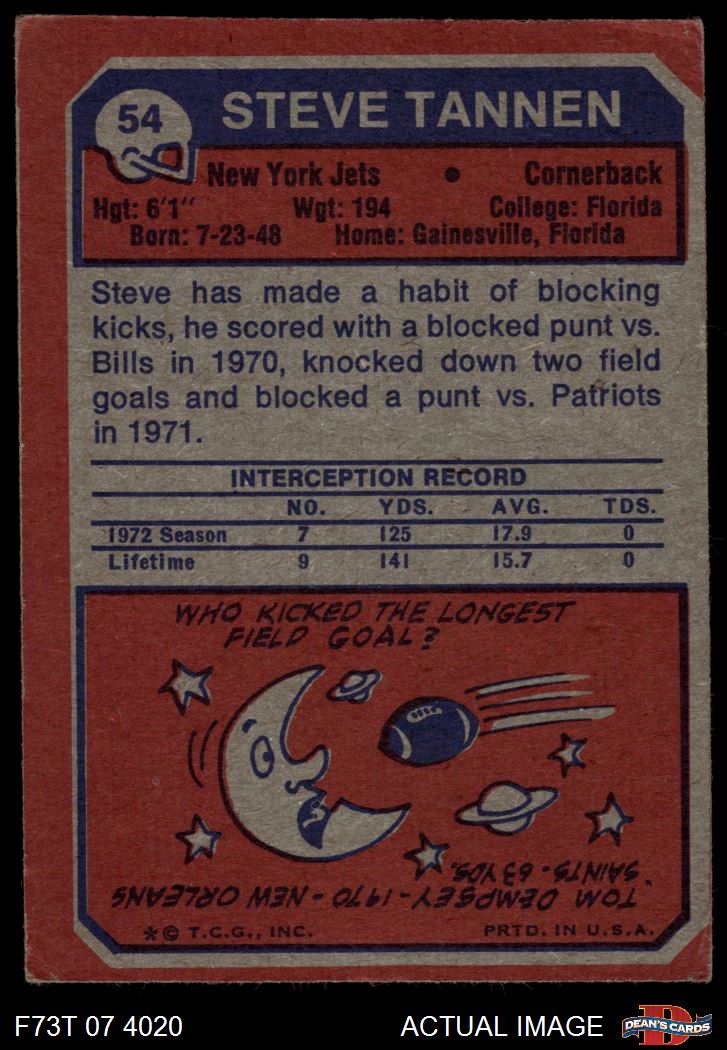 54
STEVE TANNEN
New York Jets • Cornerback
Hgt: 6'1" Wgt: 194 College: Florida
Born: 7-23-48 Home: Gainesville, Florida
Steve has made a habit of blocking
kicks, he scored with a blocked punt vs.
Bills in 1970, knocked down two field
goals and blocked a punt vs. Patriots
in 1971.
INTERCEPTION RECORD
NO. YDS. AVG. TDS.
1972 Season 7 125 17.9 0
Lifetime 9 141 15.7 0
WHO KICKED THE LONGEST
FIELD GOAL?
TOM DEMPSEY-1970-NEW ORLEANS
SAINTS-63 YDS.
*© T.C.G., INC. PRTD. IN U.S.A.
F73T 07 4020 ACTUAL IMAGE
D
DEAN'S CARDS